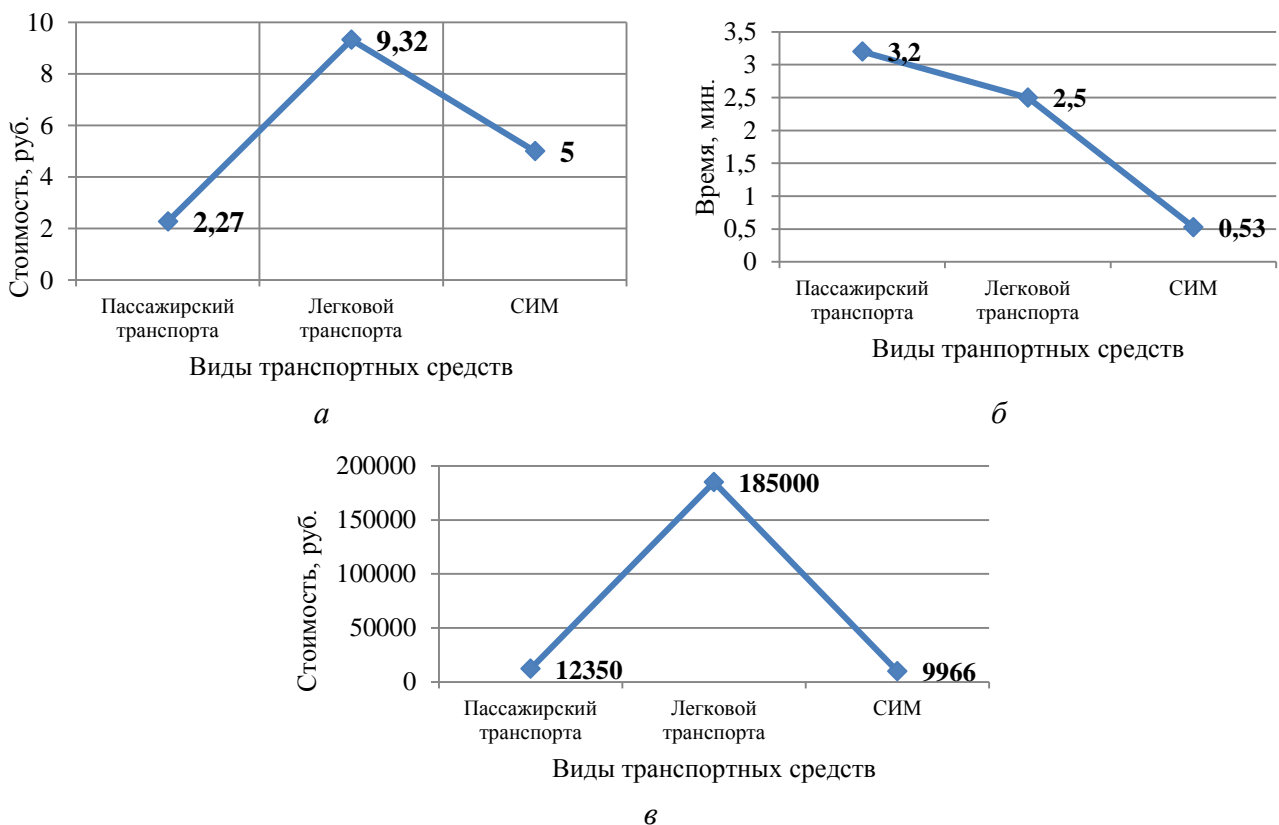 Стоимость, руб.
10
8
6
4
2
0
9,32
5
2,27
Пассажирский
транспорта
Легковой
транспорта
СИМ
Виды транспортных средств
а
Время, мин.
3,5
3
2,5
2
1,5
1
0,5
0
3,2
2,5
0,53
Пассажирский
транспорта
Легковой
транспорта
СИМ
Виды транпортных средств
б
Стоимость, руб.
200000
150000
100000
50000
0
185000
12350
9966
Пассажирский
транспорта
Легковой
транспорта
СИМ
Виды транспортных средств
в